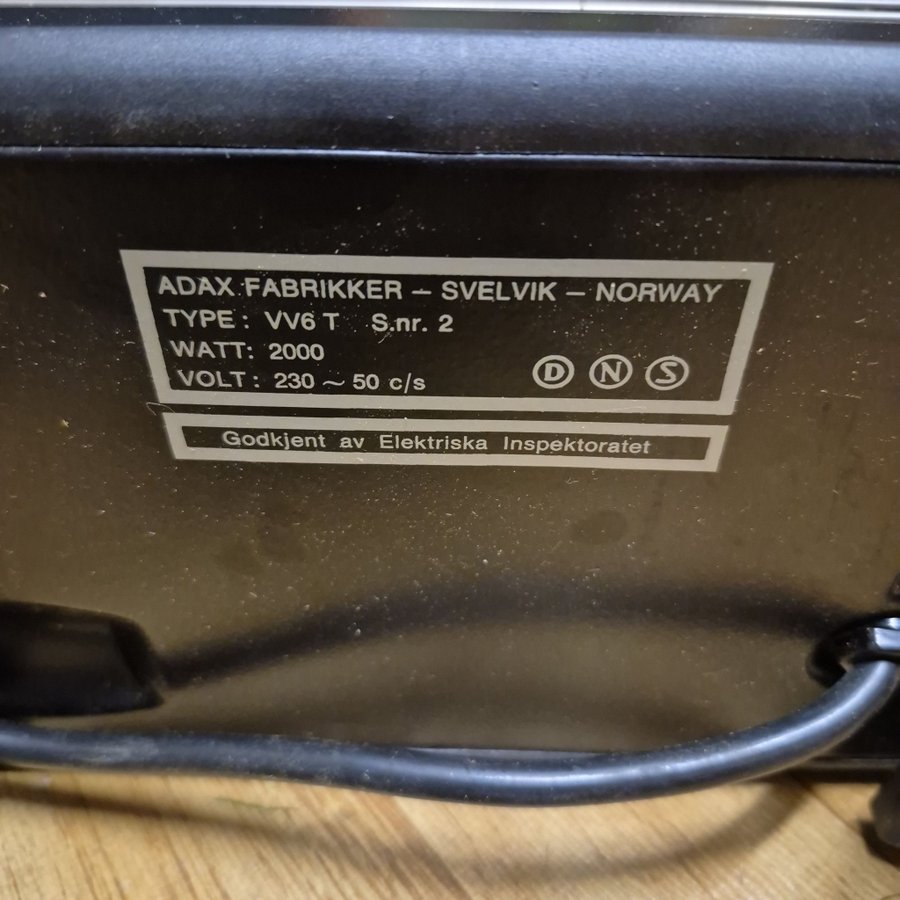 ADAX FABRIKKER – SVELVIK – NORWAY
TYPE: VV6 T S.nr. 2
WATT: 2000
VOLT: 230 ~ 50 c/s
D N S
Godkjent av Elektriska Inspektoratet